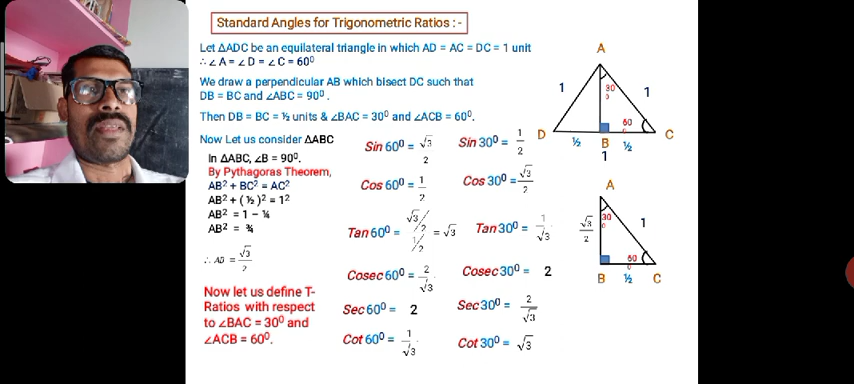 Standard Angles for Trigonometric Ratios : -
Let ΔADC be an equilateral triangle in which AD = AC = DC = 1 unit
∴ ∠ A = ∠ D = ∠ C = 60⁰
We draw a perpendicular AB which bisect DC such that
DB = BC and ∠ABC = 90⁰ .
Then DB = BC = ½ units & ∠BAC = 30⁰ and ∠ACB = 60⁰.
Now Let us consider ΔABC
In ΔABC, ∠B = 90⁰.
By Pythagoras Theorem,
AB² + BC² = AC²
AB² + ( ½ )² = 1²
AB² = 1 – ¼
AB² = ¾
∴ AB = √3/2
Now let us define T-
Ratios with respect
to ∠BAC = 30⁰ and
∠ACB = 60⁰.
Sin 60⁰ = √3/2
Cos 60⁰ = 1/2
Tan 60⁰ = √3/2 / 1/2 = √3
Cosec 60⁰ = 2/√3
Sec 60⁰ = 2
Cot 60⁰ = 1/√3
Sin 30⁰ = 1/2
Cos 30⁰ = √3/2
Tan 30⁰ = 1/√3
Cosec 30⁰ = 2
Sec 30⁰ = 2/√3
Cot 30⁰ = √3
A
1
30
0
1
60
0
D
½
B
½
C
1
A
√3/2
30
0
1
60
0
B
½
C